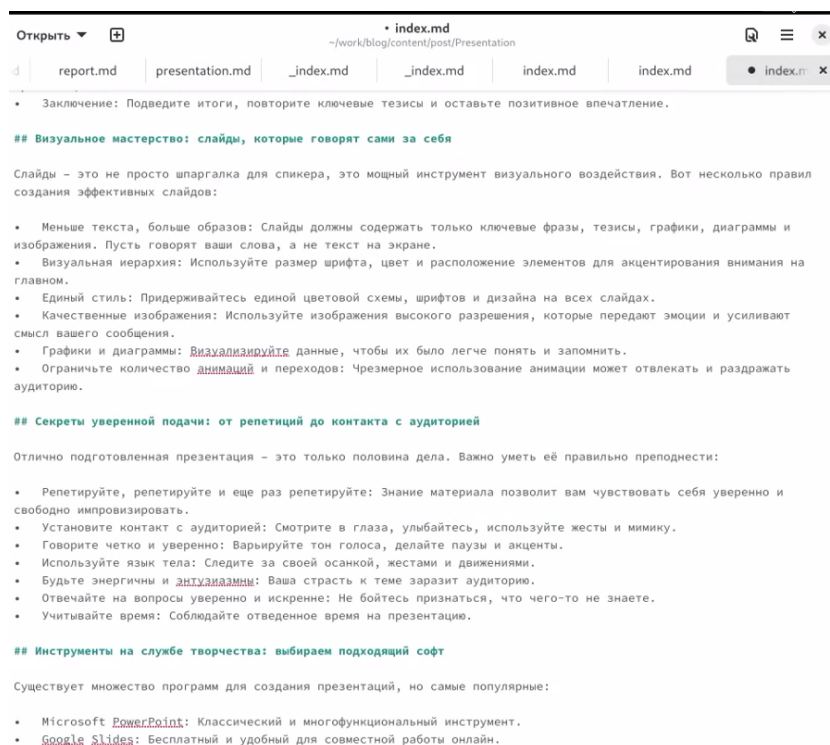 Открыть
• index.md
~/work/blog/content/post/Presentation
d report.md presentation.md _index.md _index.md index.md index.md • index.m
• Заключение: Подведите итоги, повторите ключевые тезисы и оставьте позитивное впечатление.
## Визуальное мастерство: слайды, которые говорят сами за себя
Слайды – это не просто шпаргалка для спикера, это мощный инструмент визуального воздействия. Вот несколько правил
создания эффективных слайдов:
• Меньше текста, больше образов: Слайды должны содержать только ключевые фразы, тезисы, графики, диаграммы и
изображения. Пусть говорят ваши слова, а не текст на экране.
• Визуальная иерархия: Используйте размер шрифта, цвет и расположение элементов для акцентирования внимания на
главном.
• Единый стиль: Придерживайтесь единой цветовой схемы, шрифтов и дизайна на всех слайдах.
• Качественные изображения: Используйте изображения высокого разрешения, которые передают эмоции и усиливают
смысл вашего сообщения.
• Графики и диаграммы: Визуализируйте данные, чтобы их было легче понять и запомнить.
• Ограничьте количество анимаций и переходов: Чрезмерное использование анимации может отвлекать и раздражать
аудиторию.
## Секреты уверенной подачи: от репетиций до контакта с аудиторией
Отлично подготовленная презентация – это только половина дела. Важно уметь её правильно преподнести:
• Репетируйте, репетируйте и еще раз репетируйте: Знание материала позволит вам чувствовать себя уверенно и
свободно импровизировать.
• Установите контакт с аудиторией: Смотрите в глаза, улыбайтесь, используйте жесты и мимику.
• Говорите четко и уверенно: Варьируйте тон голоса, делайте паузы и акценты.
• Используйте язык тела: Следите за своей осанкой, жестами и движениями.
• Будьте энергичны и энтузиазмны: Ваша страсть к теме заразит аудиторию.
• Отвечайте на вопросы уверенно и искренне: Не бойтесь признаться, что чего-то не знаете.
• Учитывайте время: Соблюдайте отведенное время на презентацию.
## Инструменты на службе творчества: выбираем подходящий софт
Существует множество программ для создания презентаций, но самые популярные:
• Microsoft PowerPoint: Классический и многофункциональный инструмент.
• Google Slides: Бесплатный и удобный для совместной работы онлайн.